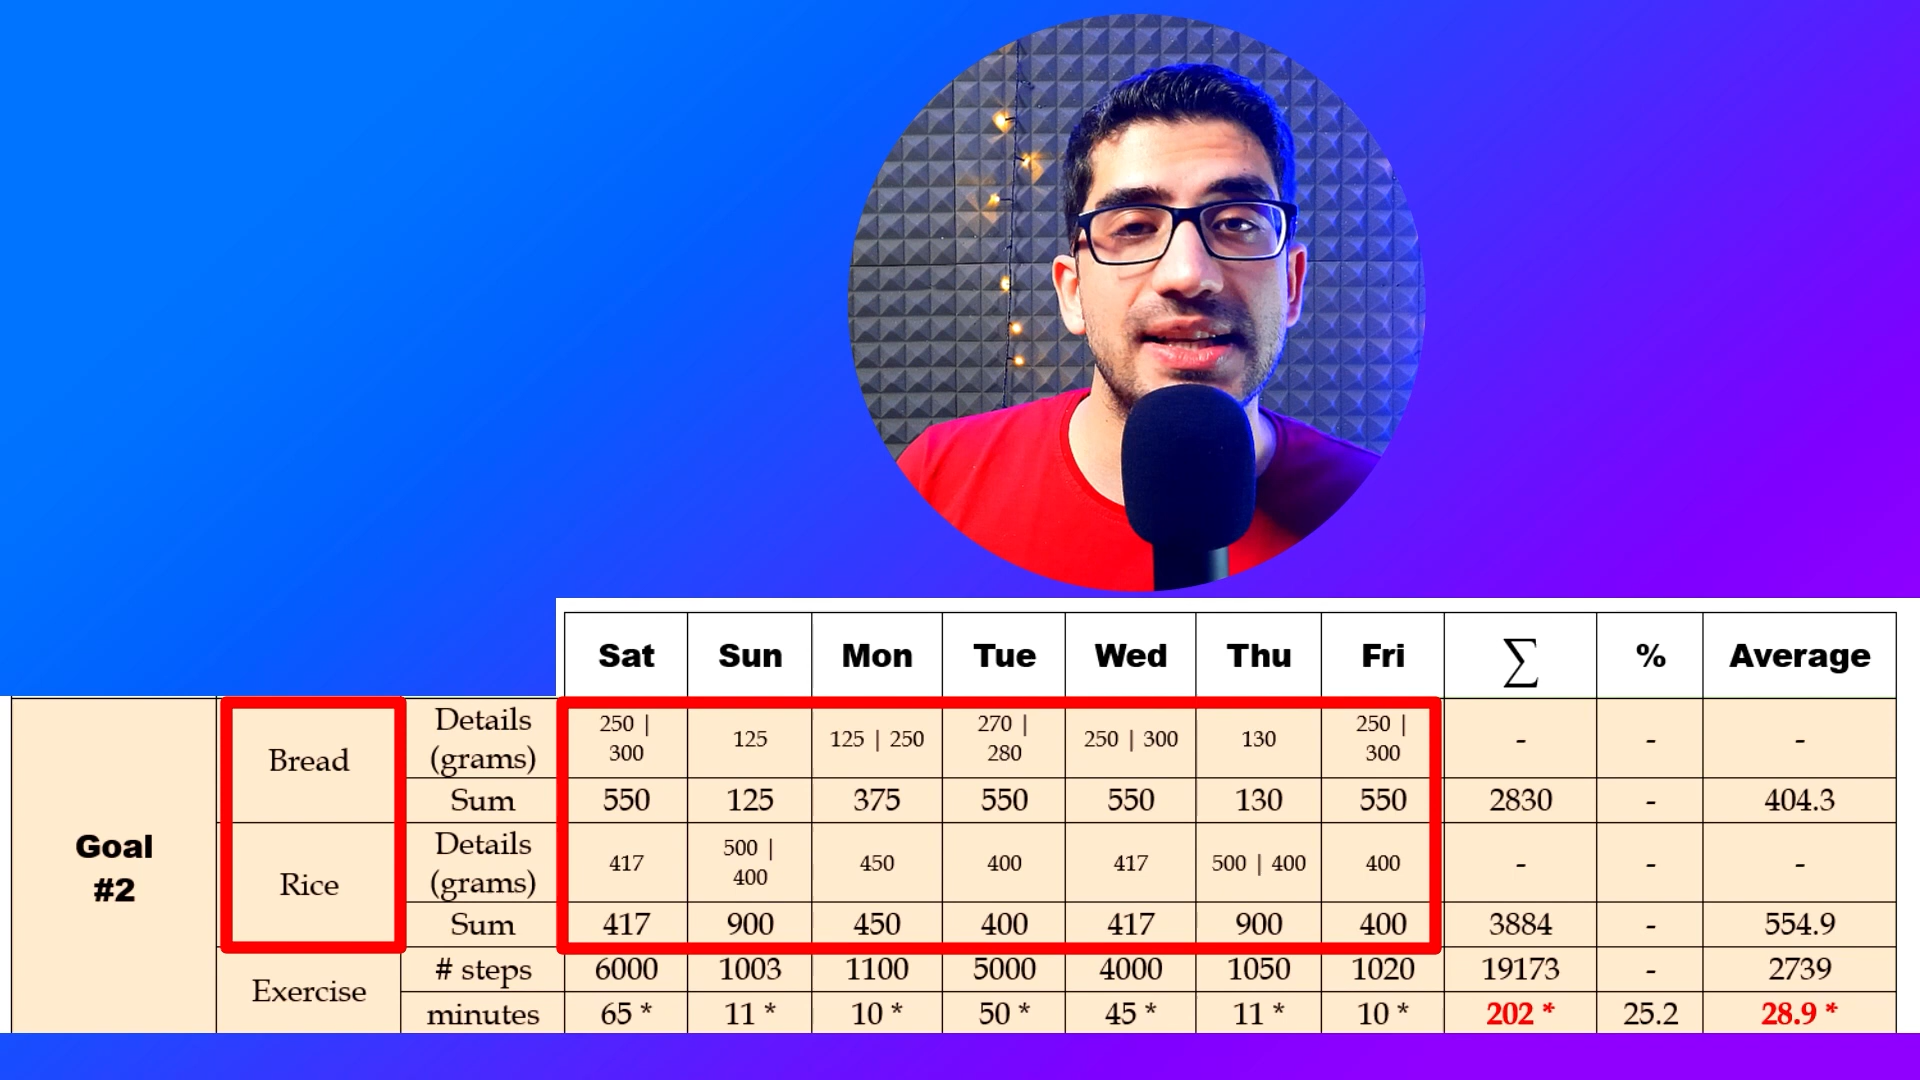 Sat Sun Mon Tue Wed Thu Fri ∑ % Average
Goal #2
Bread
Details (grams) 250 | 300 125 125 | 250 270 | 280 250 | 300 130 250 | 300 - - -
Sum 550 125 375 550 550 130 550 2830 - 404.3
Rice
Details (grams) 417 500 | 400 450 400 417 500 | 400 400 - - -
Sum 417 900 450 400 417 900 400 3884 - 554.9
Exercise
# steps 6000 1003 1100 5000 4000 1050 1020 19173 - 2739
minutes 65 * 11 * 10 * 50 * 45 * 11 * 10 * 202 * 25.2 28.9 *